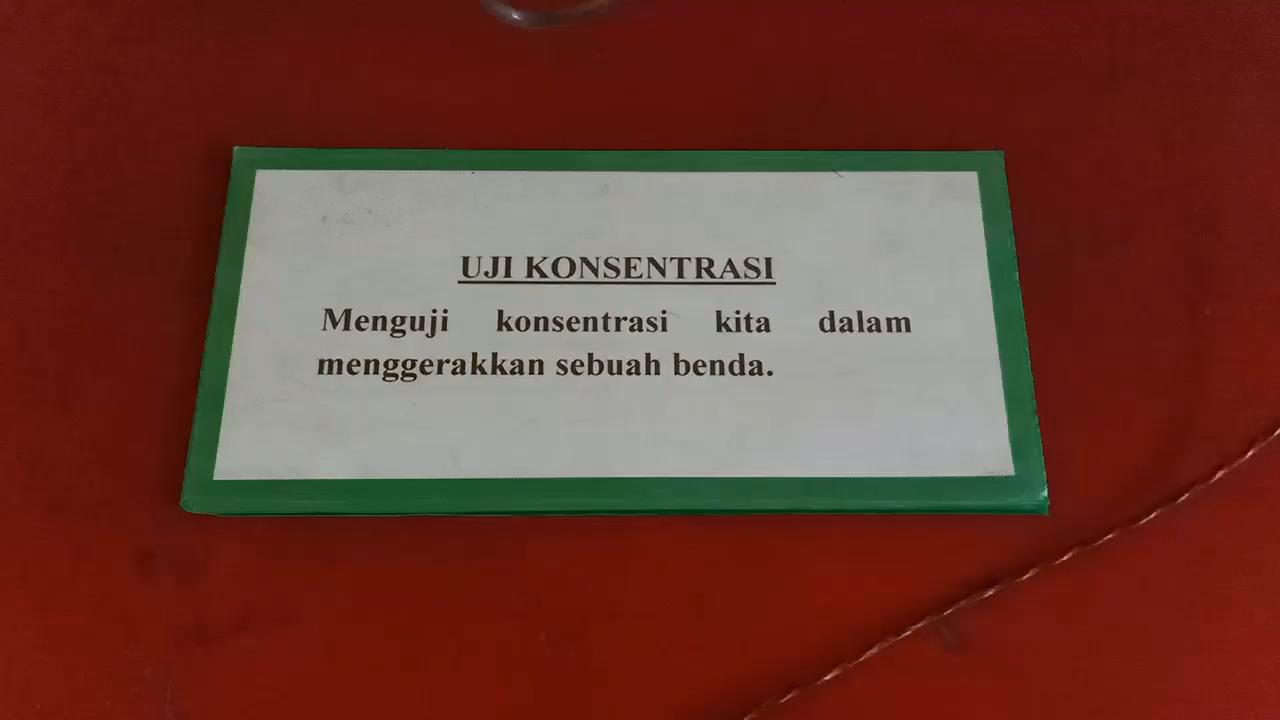 UJI KONSENTRASI
Menguji konsentrasi kita dalam
menggerakkan sebuah benda.